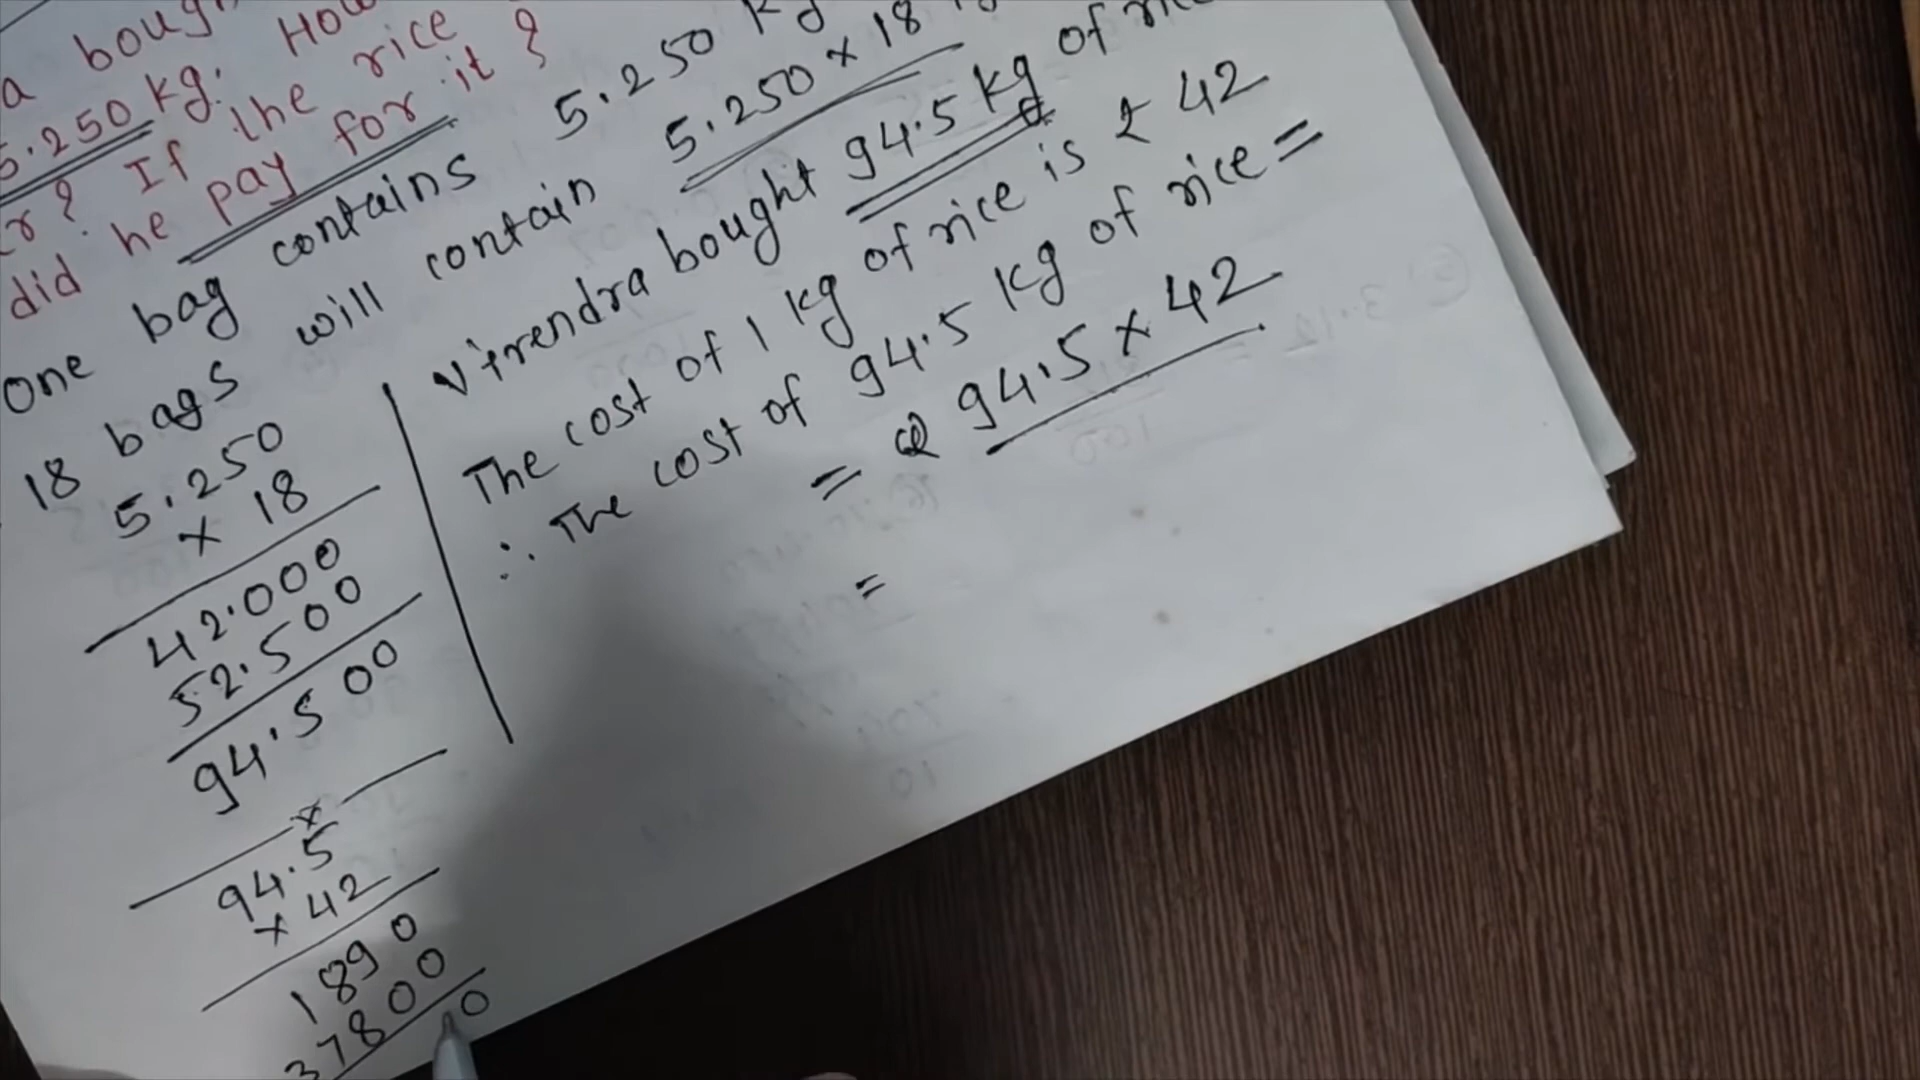 a bough
5.250 kg. How
r? If the rice
did he pay for it?
One bag contains 5.250 kg
18 bags will contain 5.250 × 18
5.250
× 18
42.000
52.500
94.500
×
94.5
× 42
1890
37800
0
Virendra bought 94.5 kg of rice
The cost of 1 kg of rice is ₹ 42
∴ The cost of 94.5 kg of rice =
= ₹ 94.5 × 42
=